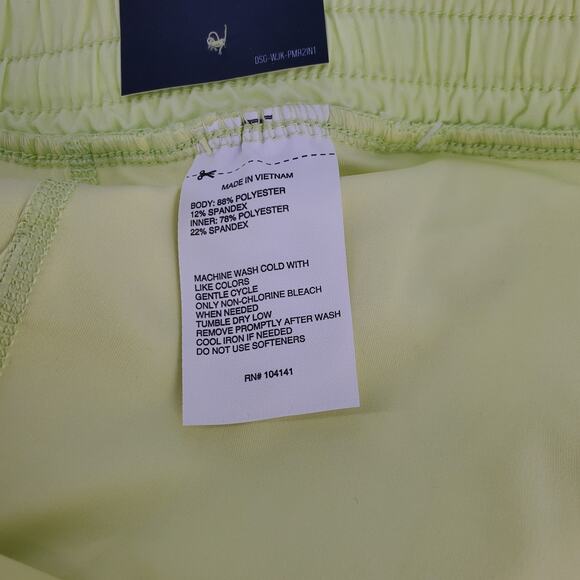 DSG-WJK-PMR2IN1
MADE IN VIETNAM
BODY: 88% POLYESTER
12% SPANDEX
INNER: 78% POLYESTER
22% SPANDEX
MACHINE WASH COLD WITH
LIKE COLORS
GENTLE CYCLE
ONLY NON-CHLORINE BLEACH
WHEN NEEDED
TUMBLE DRY LOW
REMOVE PROMPTLY AFTER WASH
COOL IRON IF NEEDED
DO NOT USE SOFTENERS
RN# 104141